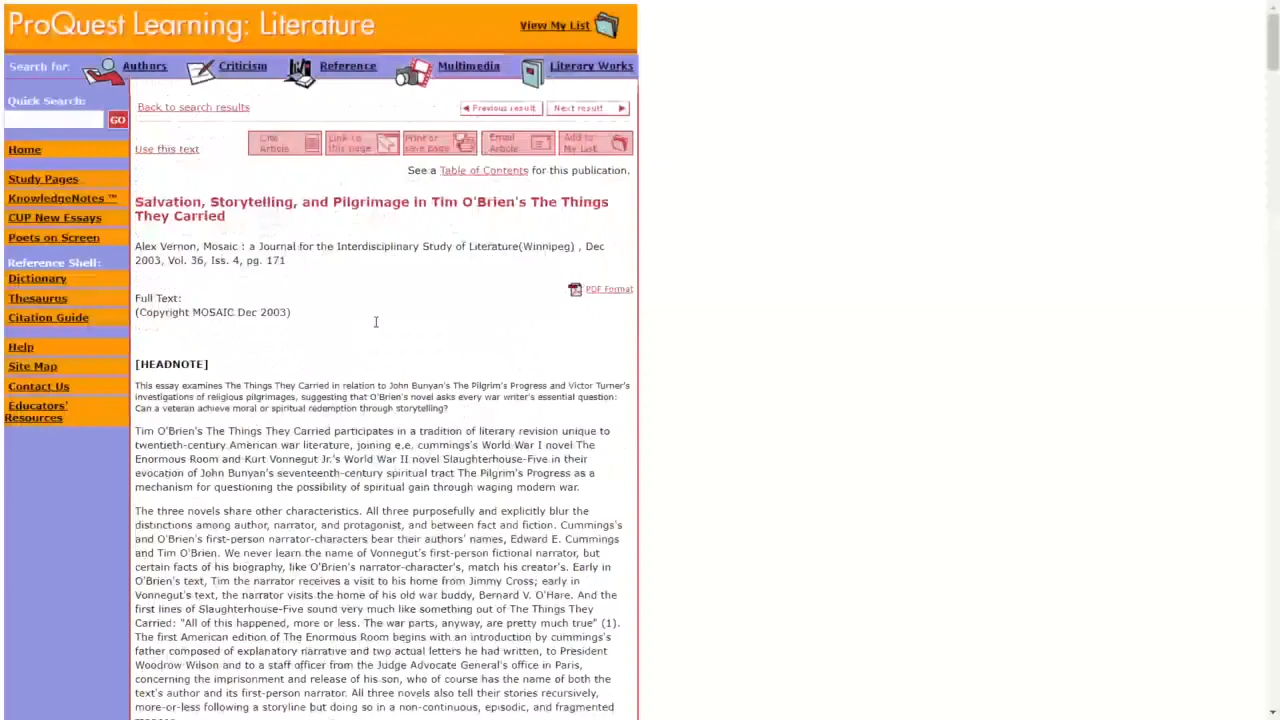 ProQuest Learning: Literature
View My List
Search for: Authors Criticism Reference Multimedia Literary Works
Quick Search:
GO
Home
Study Pages
KnowledgeNotes ™
CUP New Essays
Poets on Screen
Reference Shelf:
Dictionary
Thesaurus
Citation Guide
Help
Site Map
Contact Us
Educators'
Resources
Back to search results
Previous result Next result
Use this text
Cite
Article
Link to
this page
Print or
save page
Email
Article
Add to
My List
See a Table of Contents for this publication.
Salvation, Storytelling, and Pilgrimage in Tim O'Brien's The Things
They Carried
Alex Vernon, Mosaic : a Journal for the Interdisciplinary Study of Literature(Winnipeg) , Dec
2003, Vol. 36, Iss. 4, pg. 171
PDF Format
Full Text:
(Copyright MOSAIC Dec 2003)
[HEADNOTE]
This essay examines The Things They Carried in relation to John Bunyan's The Pilgrim's Progress and Victor Turner's
investigations of religious pilgrimages, suggesting that O'Brien's novel asks every war writer's essential question:
Can a veteran achieve moral or spiritual redemption through storytelling?
Tim O'Brien's The Things They Carried participates in a tradition of literary revision unique to
twentieth-century American war literature, joining e.e. cummings's World War I novel The
Enormous Room and Kurt Vonnegut Jr.'s World War II novel Slaughterhouse-Five in their
evocation of John Bunyan's seventeenth-century spiritual tract The Pilgrim's Progress as a
mechanism for questioning the possibility of spiritual gain through waging modern war.
The three novels share other characteristics. All three purposefully and explicitly blur the
distinctions among author, narrator, and protagonist, and between fact and fiction. Cummings's
and O'Brien's first-person narrator-characters bear their authors' names, Edward E. Cummings
and Tim O'Brien. We never learn the name of Vonnegut's first-person fictional narrator, but
certain facts of his biography, like O'Brien's narrator-character's, match his creator's. Early in
O'Brien's text, Tim the narrator receives a visit to his home from Jimmy Cross; early in
Vonnegut's text, the narrator visits the home of his old war buddy, Bernard V. O'Hare. And the
first lines of Slaughterhouse-Five sound very much like something out of The Things They
Carried: "All of this happened, more or less. The war parts, anyway, are pretty much true" (1).
The first American edition of The Enormous Room begins with an introduction by cummings's
father composed of explanatory narrative and two actual letters he had written, to President
Woodrow Wilson and to a staff officer from the Judge Advocate General's office in Paris,
concerning the imprisonment and release of his son, who of course has the name of both the
text's author and its first-person narrator. All three novels also tell their stories recursively,
more-or-less following a storyline but doing so in a non-continuous, episodic, and fragmented